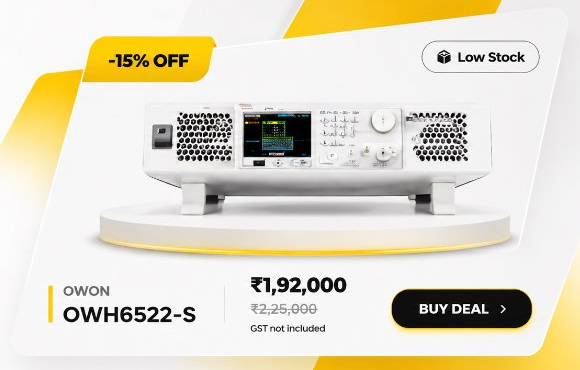 -15% OFF
Low Stock
OWON
OWH6522-S
₹1,92,000
₹2,25,000
GST not included
BUY DEAL